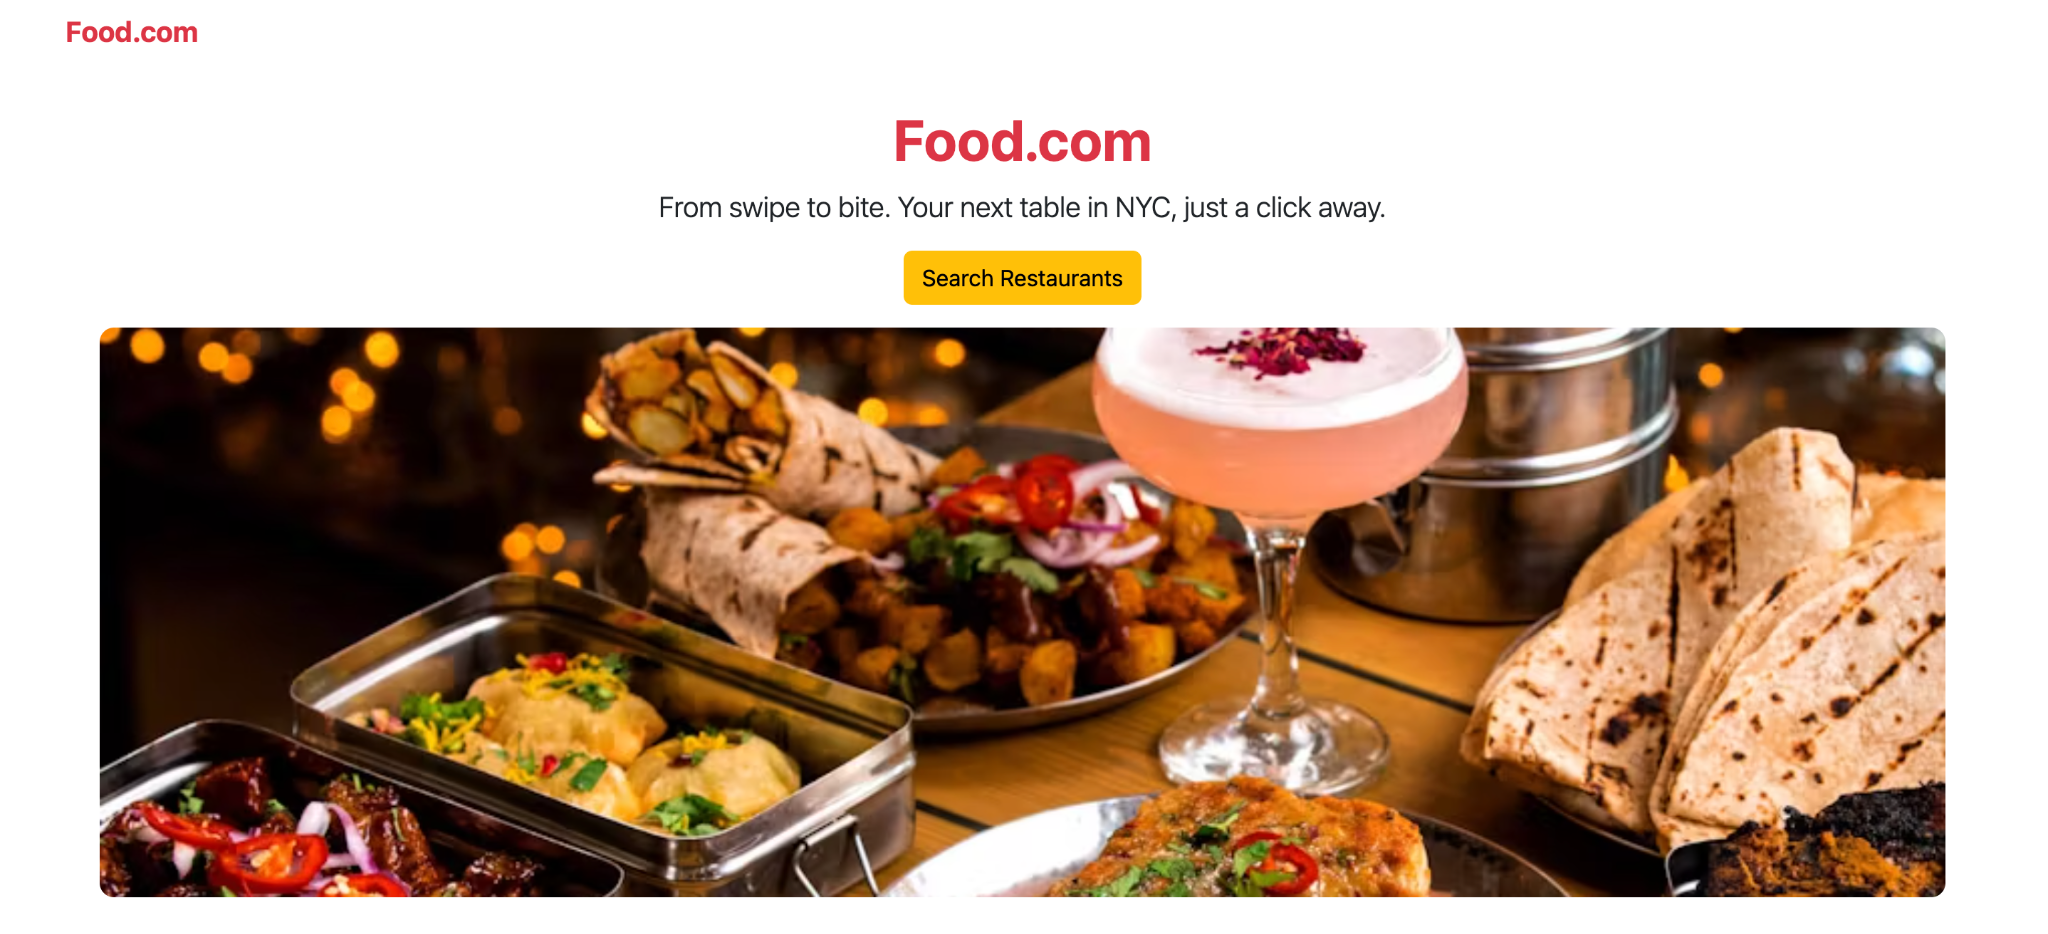 Food.com
Food.com
From swipe to bite. Your next table in NYC, just a click away.
Search Restaurants